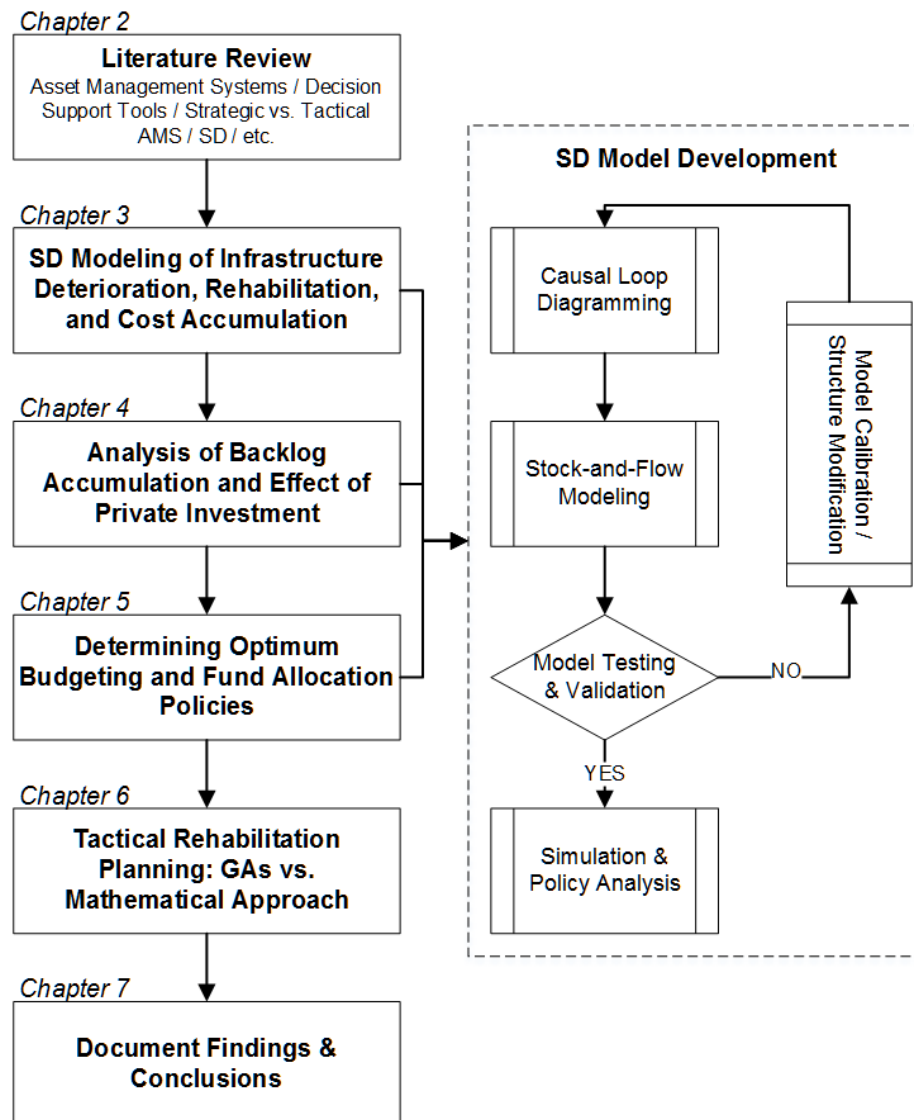 Chapter 2
Literature Review
Asset Management Systems / Decision
Support Tools / Strategic vs. Tactical
AMS / SD / etc.
Chapter 3
SD Modeling of Infrastructure
Deterioration, Rehabilitation,
and Cost Accumulation
Chapter 4
Analysis of Backlog
Accumulation and Effect of
Private Investment
Chapter 5
Determining Optimum
Budgeting and Fund Allocation
Policies
Chapter 6
Tactical Rehabilitation
Planning: GAs vs.
Mathematical Approach
Chapter 7
Document Findings &
Conclusions
SD Model Development
Causal Loop
Diagramming
Stock-and-Flow
Modeling
Model Testing
& Validation
NO
YES
Simulation &
Policy Analysis
Model Calibration /
Structure Modification